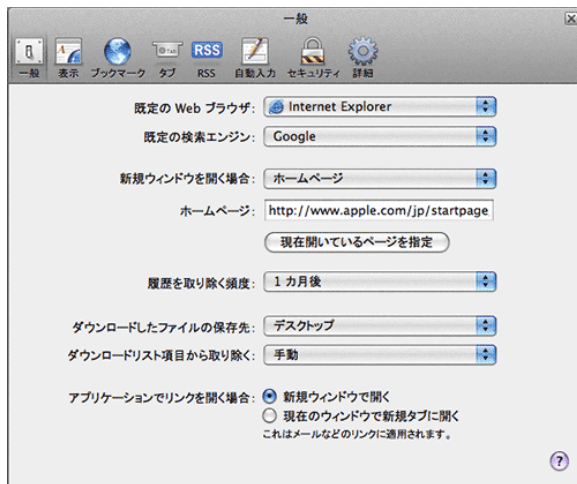 一般
一般 表示 ブックマーク タブ RSS 自動入力 セキュリティ 詳細
RSS
Tab
既定の Web ブラウザ: Internet Explorer
既定の検索エンジン: Google
新規ウィンドウを開く場合: ホームページ
ホームページ: http://www.apple.com/jp/startpage
現在開いているページを指定
履歴を取り除く頻度: 1 カ月後
ダウンロードしたファイルの保存先: デスクトップ
ダウンロードリスト項目から取り除く: 手動
アプリケーションでリンクを開く場合: 新規ウィンドウで開く
現在のウィンドウで新規タブに開く
これはメールなどのリンクに適用されます。
?